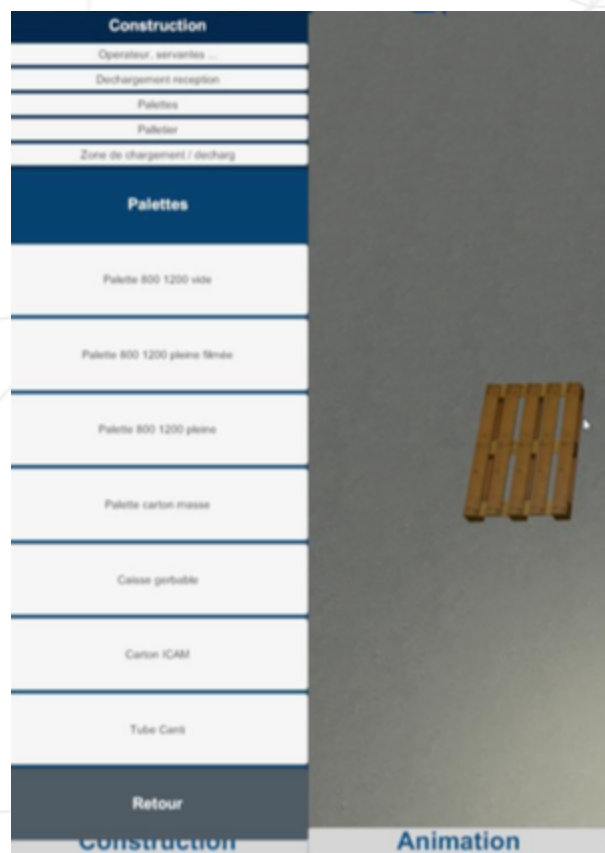 Construction
Operateur, servantes ...
Dechargement reception
Palettes
Palletier
Zone de chargement / decharg
Palettes
Palette 800 1200 vide
Palette 800 1200 pleine filmée
Palette 800 1200 pleine
Palette carton masse
Caisse gerbable
Carton ICAM
Tube Canti
Retour
Construction
Animation